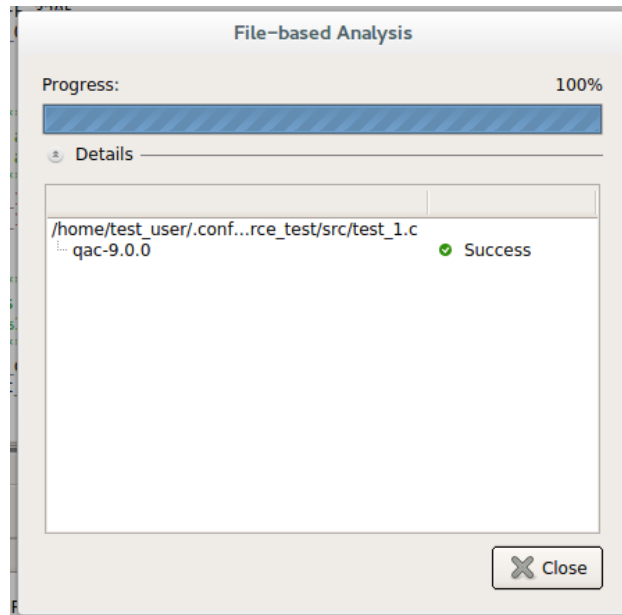 File-based Analysis
Progress: 100%
Details
/home/test_user/.conf...rce_test/src/test_1.c
qac-9.0.0 Success
Close